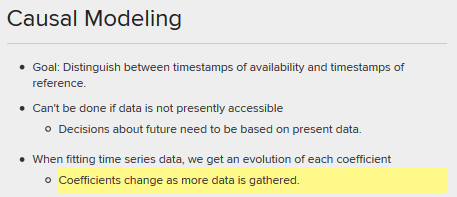 Causal Modeling
Goal: Distinguish between timestamps of availability and timestamps of
reference.
Can't be done if data is not presently accessible
Decisions about future need to be based on present data.
When fitting time series data, we get an evolution of each coefficient
Coefficients change as more data is gathered.